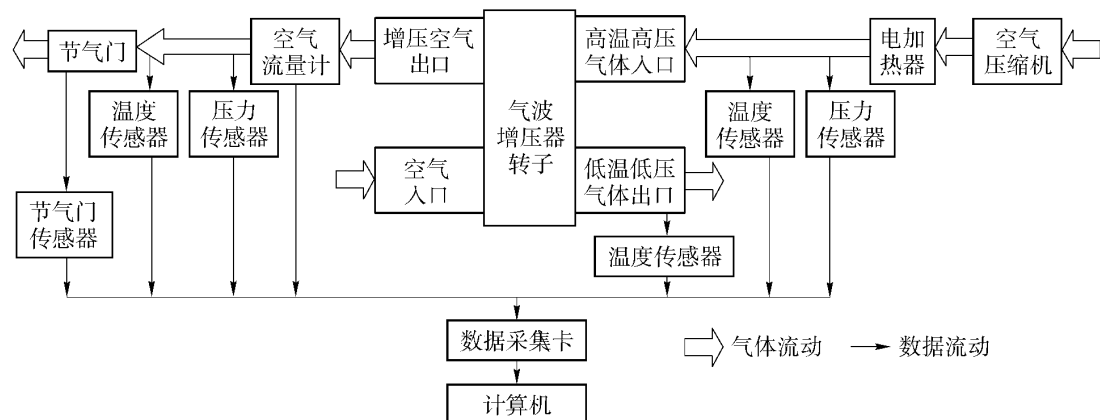 节气门
空气
流量计
增压空气
出口
高温高压
气体入口
电加
热器
空气
压缩机
温度
传感器
压力
传感器
气波
增压器
转子
温度
传感器
压力
传感器
空气
入口
低温低压
气体出口
节气门
传感器
温度传感器
数据采集卡
气体流动
数据流动
计算机